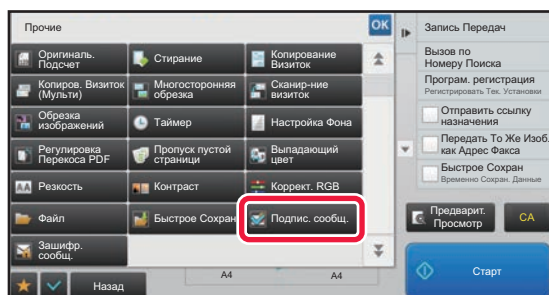 Прочие
OK
Оригиналь.
Подсчет
Стирание
Копирование
Визиток
Копиров. Визиток
(Мульти)
Многосторонняя
обрезка
Сканир-ние
визиток
Обрезка
изображений
Таймер
Настройка Фона
Регулировка
Перекоса PDF
Пропуск пустой
страници
Выпадающий
цвет
Резкость
Контраст
Коррект. RGB
Файл
Быстрое Сохран
Подпис. сообщ.
Зашифр.
сообщ.
Назад
A4
A4
Запись Передач
Вызов по
Номеру Поиска
Програм. регистрация
Регистрировать Тек. Установки
Отправить ссылку
назначения
Передать То Же Изоб.
как Адрес Факса
Быстрое Сохран
Временно Сохран. Данные
Предварит.
Просмотр
CA
Старт